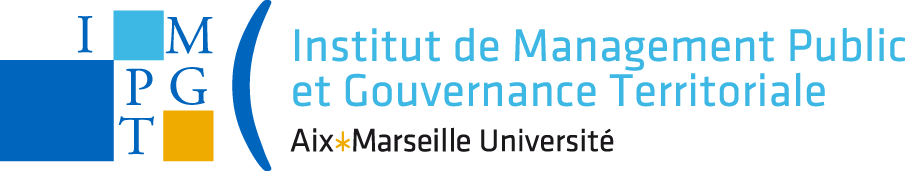 I M
P G
T
Institut de Management Public
et Gouvernance Territoriale
Aix*Marseille Université